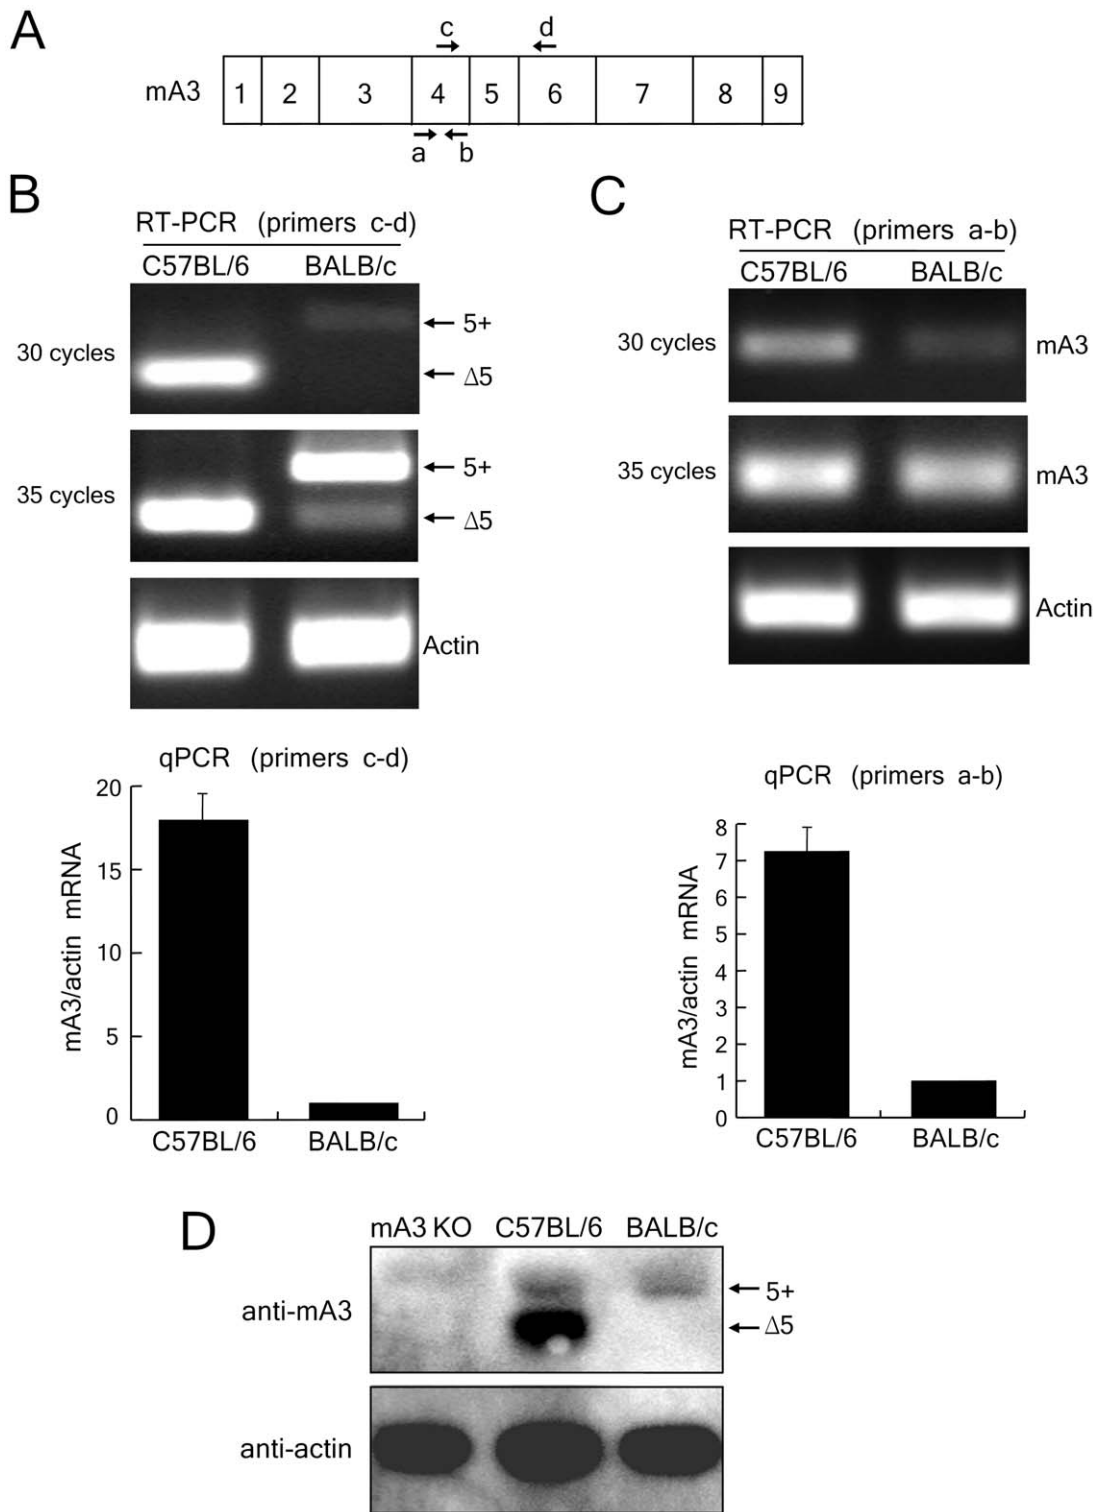 A
c d
mA3 1 2 3 4 5 6 7 8 9
a b
B
RT-PCR (primers c-d)
C57BL/6 BALB/c
30 cycles
5+
Δ5
35 cycles
5+
Δ5
Actin
qPCR (primers c-d)
mA3/actin mRNA
20
15
10
5
0
C57BL/6 BALB/c
C
RT-PCR (primers a-b)
C57BL/6 BALB/c
30 cycles mA3
35 cycles mA3
Actin
qPCR (primers a-b)
mA3/actin mRNA
8
7
6
5
4
3
2
1
0
C57BL/6 BALB/c
D
mA3 KO C57BL/6 BALB/c
anti-mA3
5+
Δ5
anti-actin